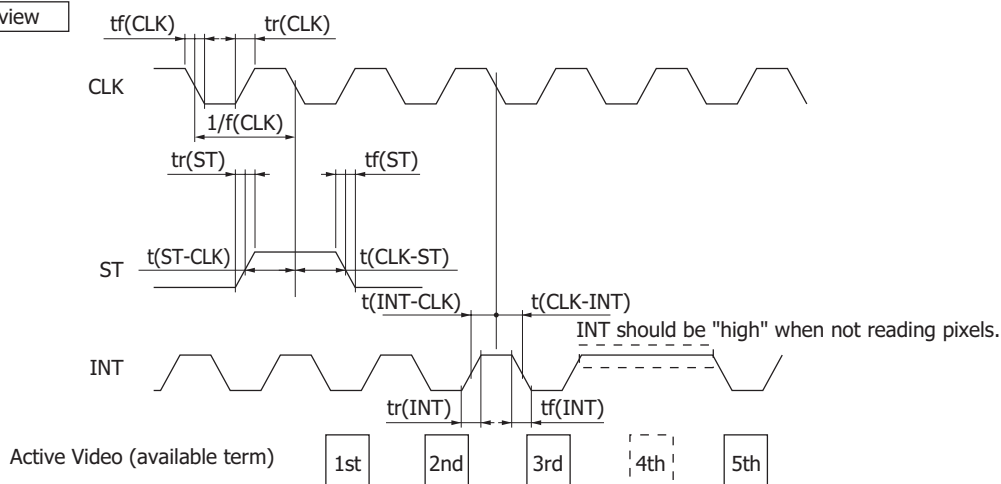 view
tf(CLK) tr(CLK)
CLK
1/f(CLK)
tr(ST) tf(ST)
t(ST-CLK) t(CLK-ST)
ST
t(INT-CLK) t(CLK-INT)
INT should be "high" when not reading pixels.
INT
tr(INT) tf(INT)
Active Video (available term) 1st 2nd 3rd 4th 5th